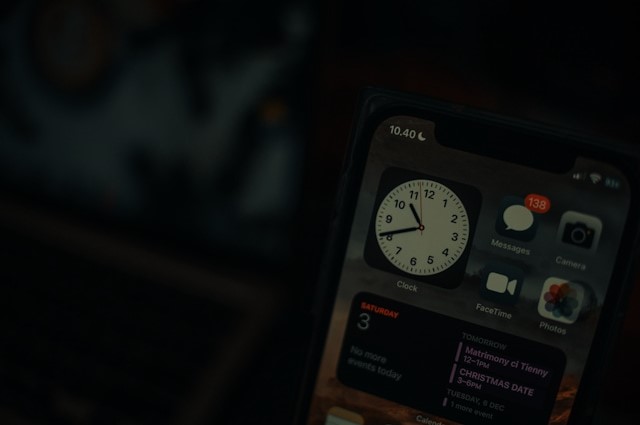 10.40
12
1
2
3
4
5
6
7
8
9
10
11
138
Clock
Messages
Camera
FaceTime
Photos
SATURDAY
3
No more
events today
TOMORROW
Matrimony ci Tienny
12–1PM
CHRISTMAS DATE
3–6PM
TUESDAY, 6 DEC
1 more event